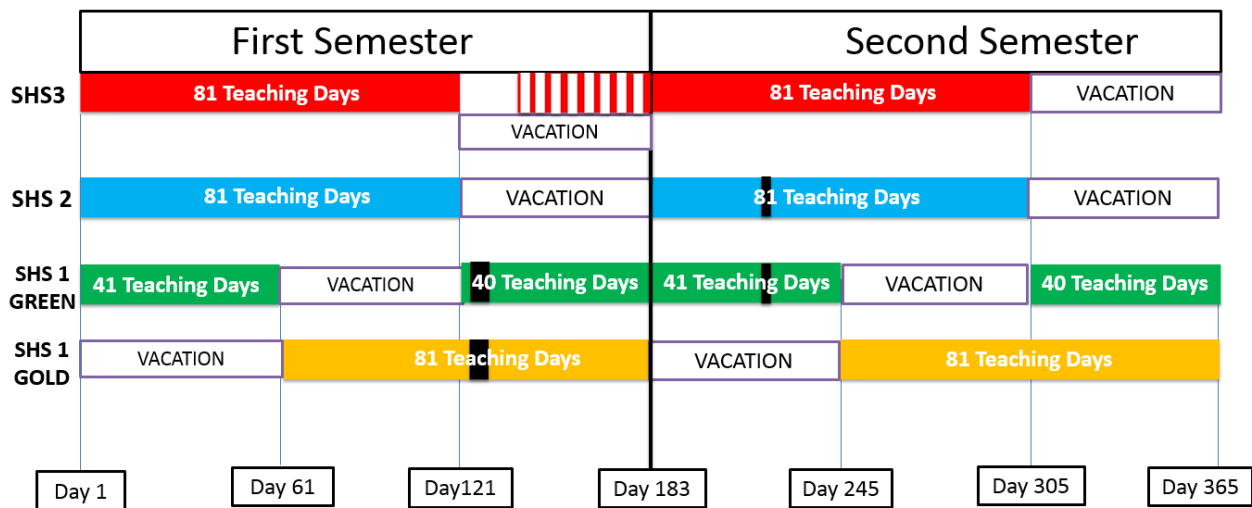 First Semester
Second Semester
SHS3
81 Teaching Days
81 Teaching Days
VACATION
VACATION
SHS 2
81 Teaching Days
VACATION
81 Teaching Days
VACATION
SHS 1
GREEN
41 Teaching Days
VACATION
40 Teaching Days
41 Teaching Days
VACATION
40 Teaching Days
SHS 1
GOLD
VACATION
81 Teaching Days
VACATION
81 Teaching Days
Day 1
Day 61
Day121
Day 183
Day 245
Day 305
Day 365